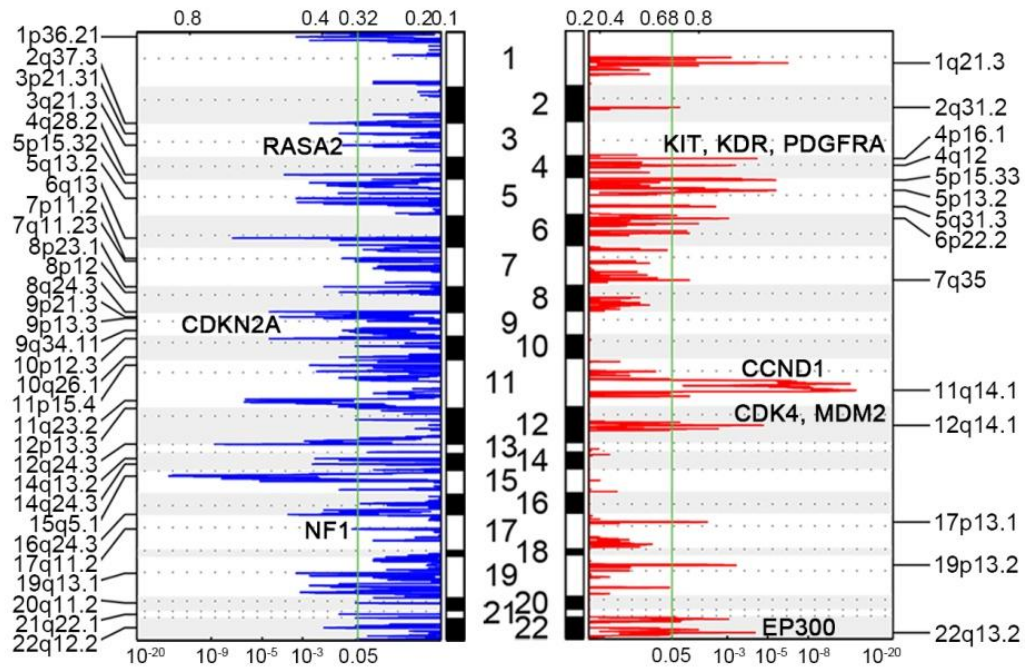 0.8 0.4 0.32 0.2 0.1
0.2 0.4 0.68 0.8
1p36.21
2q37.3
3p21.31
3q21.3
4q28.2
5p15.32
5q13.2
6q13
7p11.2
7q11.23
8p23.1
8p12
8q24.3
9p21.3
9p13.3
9q34.11
10p12.3
10q26.1
11p15.4
11q23.2
12p13.3
12q24.3
14q13.2
14q24.3
15q5.1
16q24.3
17q11.2
19q13.1
20q11.2
21q22.1
22q12.2
RASA2
CDKN2A
NF1
10-20 10-9 10-5 10-3 0.05
1
2
3
4
5
6
7
8
9
10
11
12
13
14
15
16
17
18
19
20
21
22
KIT, KDR, PDGFRA
CCND1
CDK4, MDM2
EP300
1q21.3
2q31.2
4p16.1
4q12
5p15.33
5p13.2
5q31.3
6p22.2
7q35
11q14.1
12q14.1
17p13.1
19p13.2
22q13.2
0.05 10-3 10-9 10-20